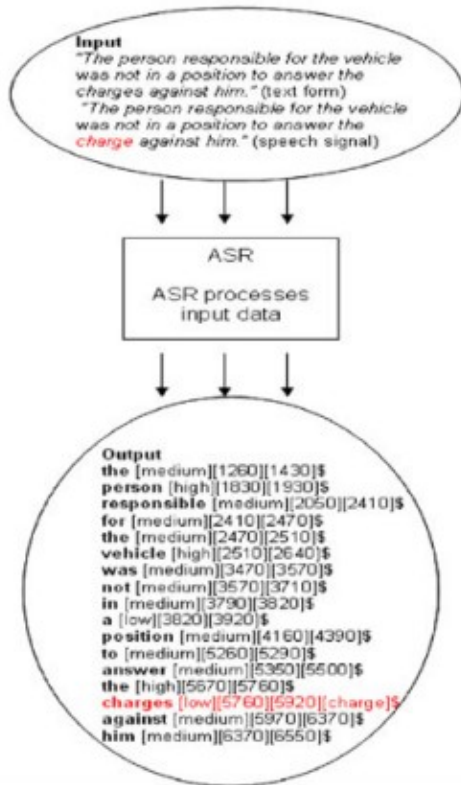 Input
"The person responsible for the vehicle
was not in a position to answer the
charges against him." (text form)
"The person responsible for the vehicle
was not in a position to answer the
charge against him." (speech signal)
ASR
ASR processes
input data
Output
the [medium][1260][1430]$
person [high][1830][1930]$
responsible [medium][2050][2410]$
for [medium][2410][2470]$
the [medium][2470][2510]$
vehicle [high][2510][2640]$
was [medium][3470][3570]$
not [medium][3570][3710]$
in [medium][3790][3820]$
a [low][3820][3920]$
position [medium][4160][4390]$
to [medium][5260][5290]$
answer [medium][5350][5500]$
the [high][5670][5760]$
charges [low][5760][5920][charge]$
against [medium][5970][6370]$
him [medium][6370][6550]$